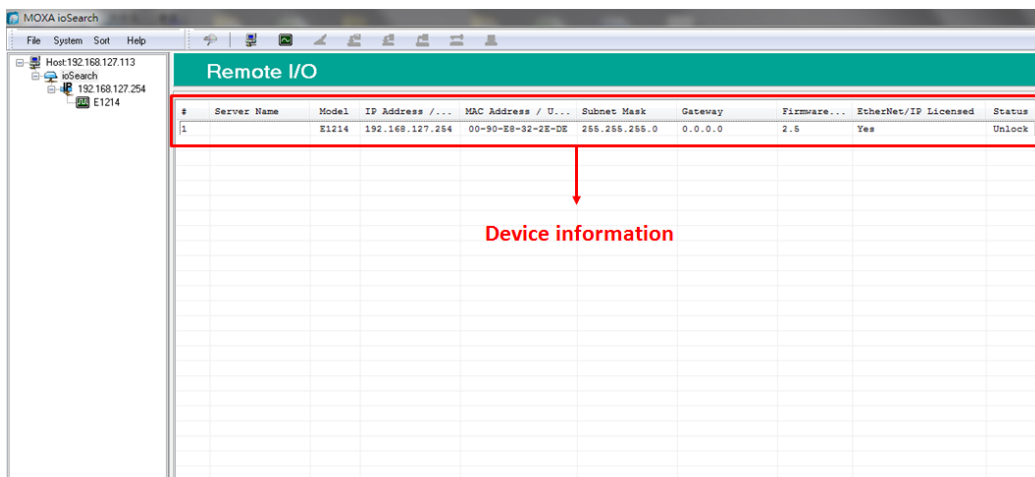 MOXA ioSearch
File System Sort Help
Host:192.168.127.113
ioSearch
192.168.127.254
E1214
Remote I/O
# Server Name Model IP Address /... MAC Address / U... Subnet Mask Gateway Firmware... EtherNet/IP Licensed Status
1 E1214 192.168.127.254 00-90-E8-32-2E-DE 255.255.255.0 0.0.0.0 2.5 Yes Unlock
Device information